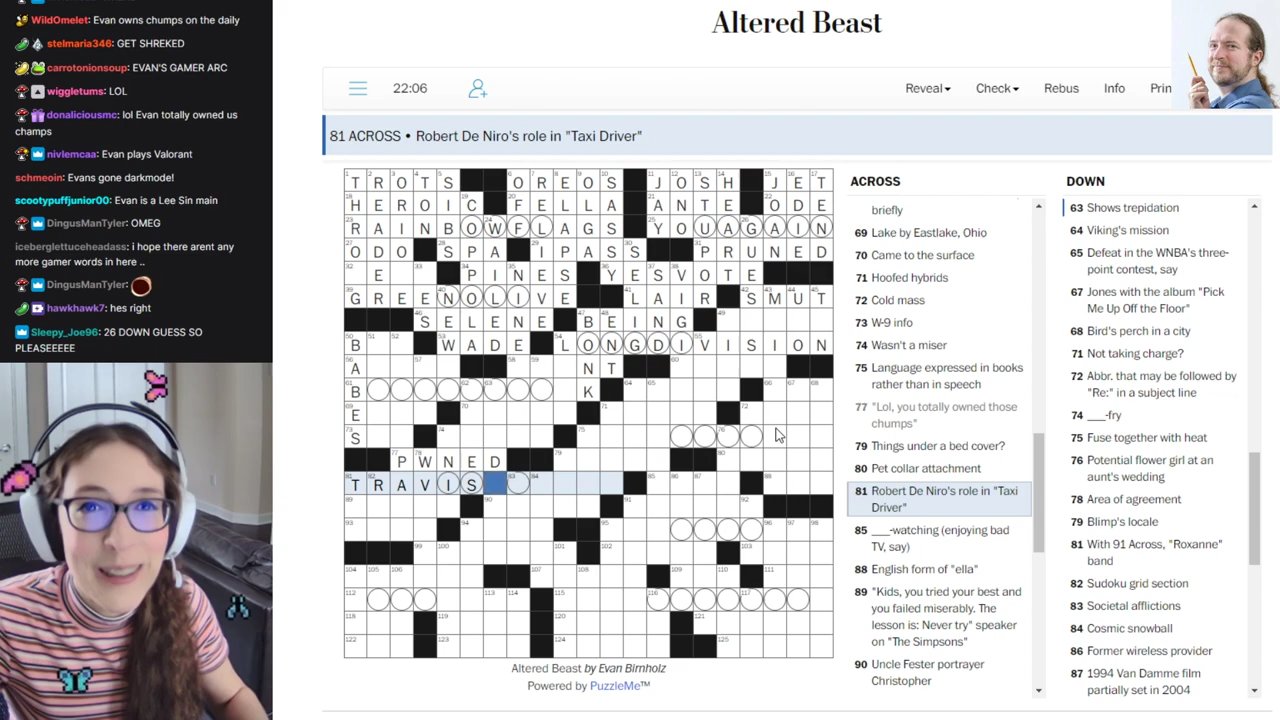 WildOmelet: Evan owns chumps on the daily
stelmaria346: GET SHREKED
carrotonionsoup: EVAN'S GAMER ARC
wiggletums: LOL
donaliciousmc: lol Evan totally owned us
champs
nivlemcaa: Evan plays Valorant
schmeoin: Evans gone darkmode!
scootypuffjunior00: Evan is a Lee Sin main
DingusManTyler: OMEG
iceberglettuceheadass: i hope there arent any
more gamer words in here ..
DingusManTyler:
hawkhawk7: hes right
Sleepy_Joe96: 26 DOWN GUESS SO
PLEASEEEEE
Altered Beast
22:06
Reveal
Check
Rebus
Info
Prin
81 ACROSS • Robert De Niro's role in "Taxi Driver"
T R O T S O R E O S J O S H J E T
H E R O I C F E L L A A N T E O D E
R A I N B O W F L A G S Y O U A G A I N
O D O S P A I P A S S P R U N E D
E P I N E S Y E S V O T E
G R E E N O L I V E L A I R S M U T
S E L E N E B E I N G
B W A D E L O N G D I V I S I O N
A N T
B K
E
S
P W N E D
T R A V I S
Altered Beast by Evan Birnholz
Powered by PuzzleMe™
ACROSS
briefly
69 Lake by Eastlake, Ohio
70 Came to the surface
71 Hoofed hybrids
72 Cold mass
73 W-9 info
74 Wasn't a miser
75 Language expressed in books
rather than in speech
77 "Lol, you totally owned those
chumps"
79 Things under a bed cover?
80 Pet collar attachment
81 Robert De Niro's role in "Taxi
Driver"
85 ___-watching (enjoying bad
TV, say)
88 English form of "ella"
89 "Kids, you tried your best and
you failed miserably. The
lesson is: Never try" speaker
on "The Simpsons"
90 Uncle Fester portrayer
Christopher
DOWN
63 Shows trepidation
64 Viking's mission
65 Defeat in the WNBA's three-
point contest, say
67 Jones with the album "Pick
Me Up Off the Floor"
68 Bird's perch in a city
71 Not taking charge?
72 Abbr. that may be followed by
"Re:" in a subject line
74 ___-fry
75 Fuse together with heat
76 Potential flower girl at an
aunt's wedding
78 Area of agreement
79 Blimp's locale
81 With 91 Across, "Roxanne"
band
82 Sudoku grid section
83 Societal afflictions
84 Cosmic snowball
86 Former wireless provider
87 1994 Van Damme film
partially set in 2004